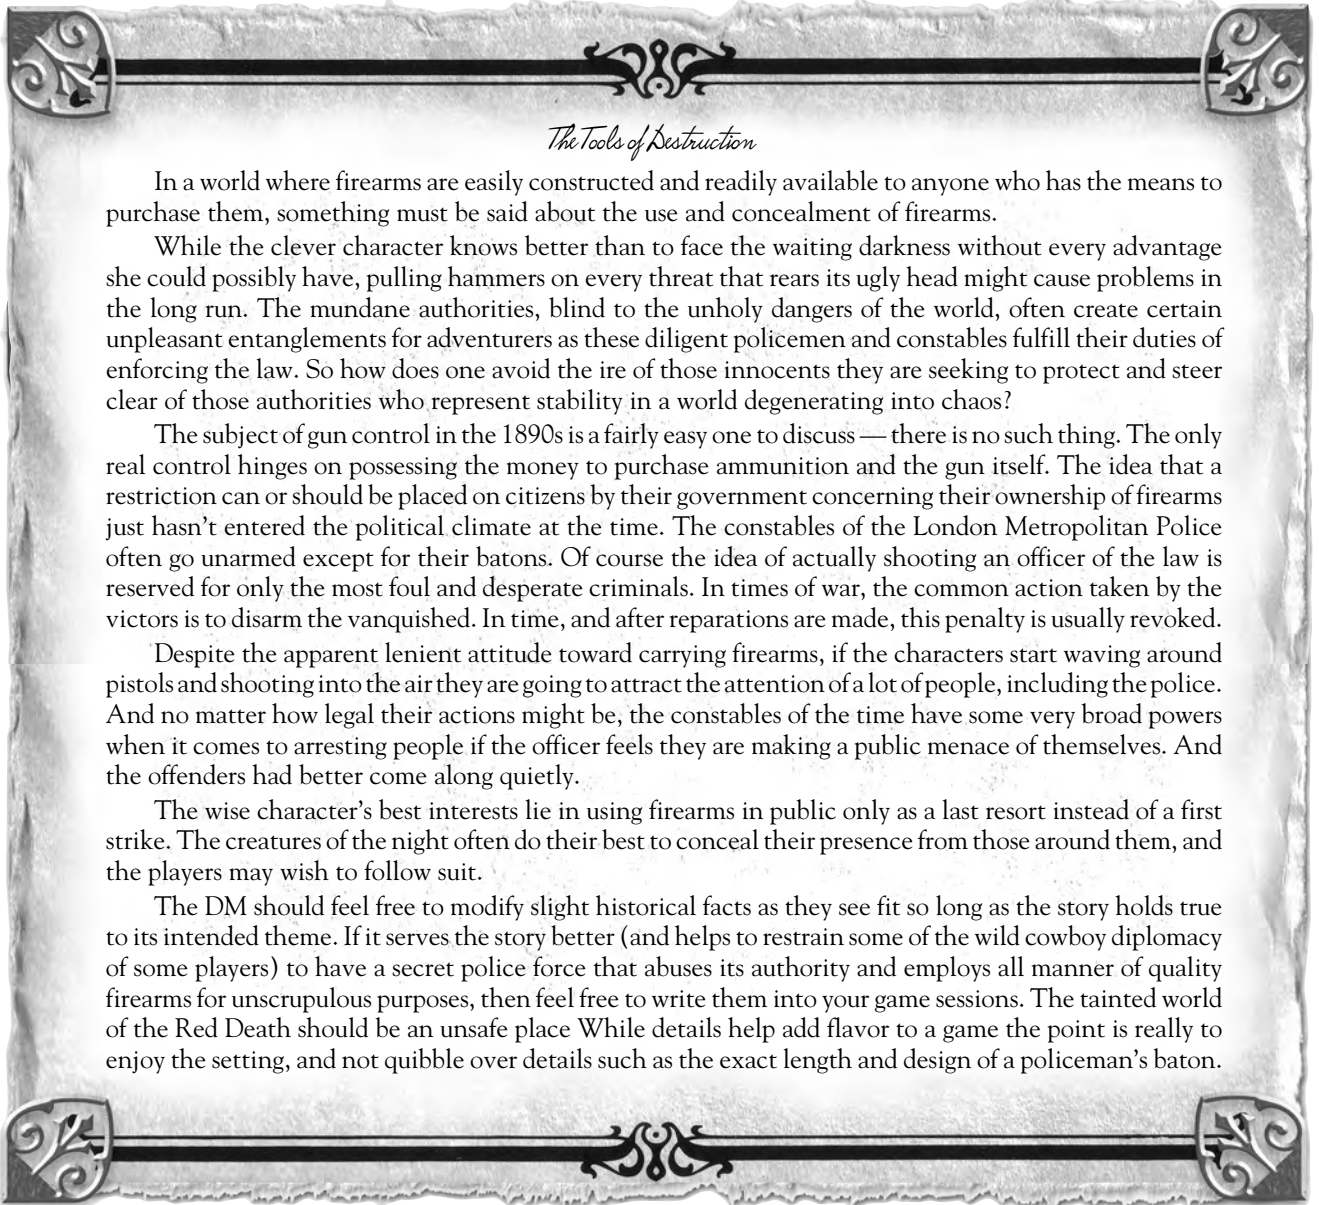 The Tools of Destruction
In a world where firearms are easily constructed and readily available to anyone who has the means to
purchase them, something must be said about the use and concealment of firearms.
While the clever character knows better than to face the waiting darkness without every advantage
she could possibly have, pulling hammers on every threat that rears its ugly head might cause problems in
the long run. The mundane authorities, blind to the unholy dangers of the world, often create certain
unpleasant entanglements for adventurers as these diligent policemen and constables fulfill their duties of
enforcing the law. So how does one avoid the ire of those innocents they are seeking to protect and steer
clear of those authorities who represent stability in a world degenerating into chaos?
The subject of gun control in the 1890s is a fairly easy one to discuss — there is no such thing. The only
real control hinges on possessing the money to purchase ammunition and the gun itself. The idea that a
restriction can or should be placed on citizens by their government concerning their ownership of firearms
just hasn't entered the political climate at the time. The constables of the London Metropolitan Police
often go unarmed except for their batons. Of course the idea of actually shooting an officer of the law is
reserved for only the most foul and desperate criminals. In times of war, the common action taken by the
victors is to disarm the vanquished. In time, and after reparations are made, this penalty is usually revoked.
Despite the apparent lenient attitude toward carrying firearms, if the characters start waving around
pistols and shooting into the air they are going to attract the attention of a lot of people, including the police.
And no matter how legal their actions might be, the constables of the time have some very broad powers
when it comes to arresting people if the officer feels they are making a public menace of themselves. And
the offenders had better come along quietly.
The wise character's best interests lie in using firearms in public only as a last resort instead of a first
strike. The creatures of the night often do their best to conceal their presence from those around them, and
the players may wish to follow suit.
The DM should feel free to modify slight historical facts as they see fit so long as the story holds true
to its intended theme. If it serves the story better (and helps to restrain some of the wild cowboy diplomacy
of some players) to have a secret police force that abuses its authority and employs all manner of quality
firearms for unscrupulous purposes, then feel free to write them into your game sessions. The tainted world
of the Red Death should be an unsafe place While details help add flavor to a game the point is really to
enjoy the setting, and not quibble over details such as the exact length and design of a policeman's baton.